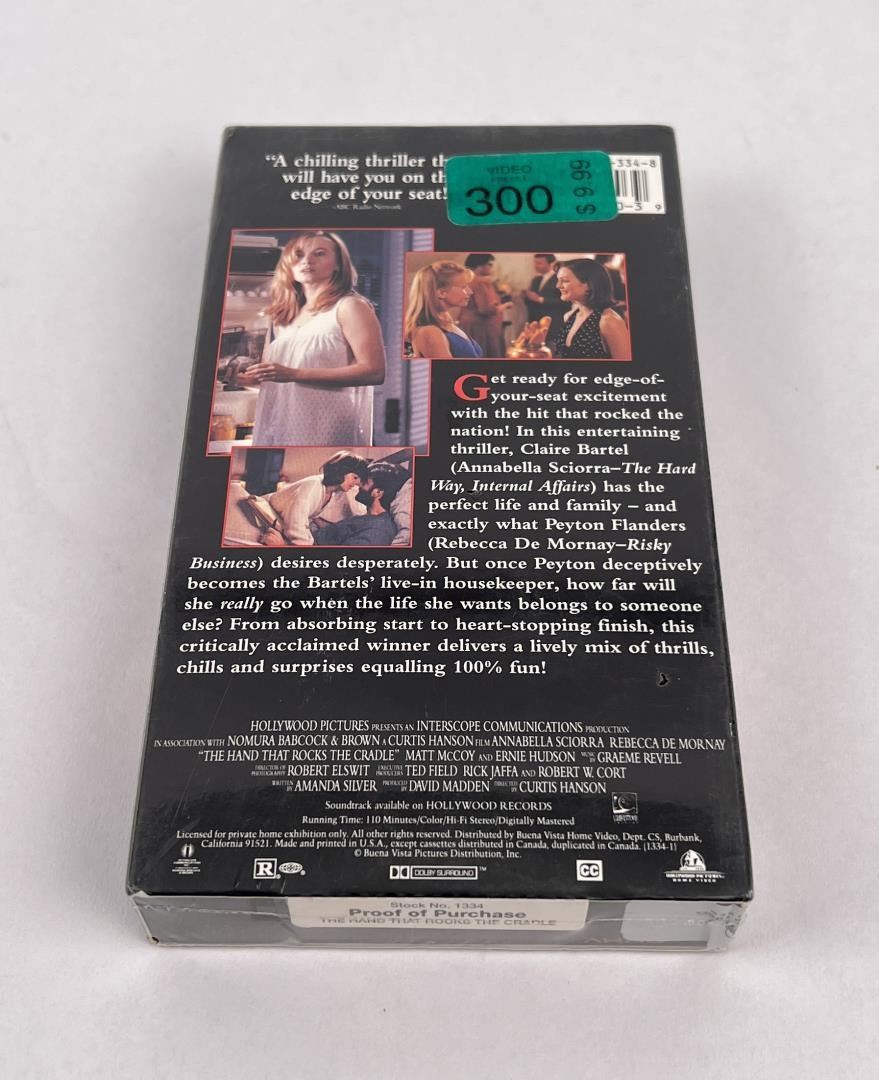 “A chilling thriller th
will have you on th
edge of your seat!
–ABC Radio Network
VIDEO
300
$ 9.99
-334-8
0-3 9
Get ready for edge-of-
your-seat excitement
with the hit that rocked the
nation! In this entertaining
thriller, Claire Bartel
(Annabella Sciorra–The Hard
Way, Internal Affairs) has the
perfect life and family – and
exactly what Peyton Flanders
(Rebecca De Mornay–Risky
Business) desires desperately. But once Peyton deceptively
becomes the Bartels’ live-in housekeeper, how far will
she really go when the life she wants belongs to someone
else? From absorbing start to heart-stopping finish, this
critically acclaimed winner delivers a lively mix of thrills,
chills and surprises equalling 100% fun!
HOLLYWOOD PICTURES PRESENTS AN INTERSCOPE COMMUNICATIONS PRODUCTION
IN ASSOCIATION WITH NOMURA BABCOCK & BROWN A CURTIS HANSON FILM ANNABELLA SCIORRA REBECCA DE MORNAY
“THE HAND THAT ROCKS THE CRADLE” MATT McCOY AND ERNIE HUDSON MUSIC BY GRAEME REVELL
DIRECTOR OF PHOTOGRAPHY ROBERT ELSWIT EXECUTIVE PRODUCERS TED FIELD RICK JAFFA AND ROBERT W. CORT
WRITTEN BY AMANDA SILVER PRODUCED BY DAVID MADDEN DIRECTED BY CURTIS HANSON
Soundtrack available on HOLLYWOOD RECORDS
Running Time: 110 Minutes/Color/Hi-Fi Stereo/Digitally Mastered
Licensed for private home exhibition only. All other rights reserved. Distributed by Buena Vista Home Video, Dept. CS, Burbank,
California 91521. Made and printed in U.S.A., except cassettes distributed in Canada, duplicated in Canada. [1334-1]
© Buena Vista Pictures Distribution, Inc.
R
DOLBY SURROUND™
CC
HOLLYWOOD PICTURES
HOME VIDEO
Stock No. 1334
Proof of Purchase
THE HAND THAT ROCKS THE CRADLE